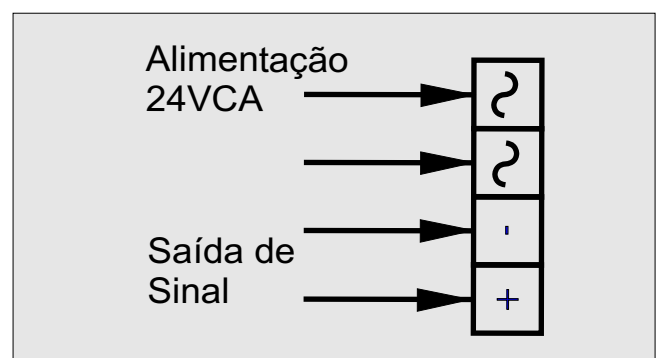 Alimentação
24VCA
Saída de
Sinal
-
+